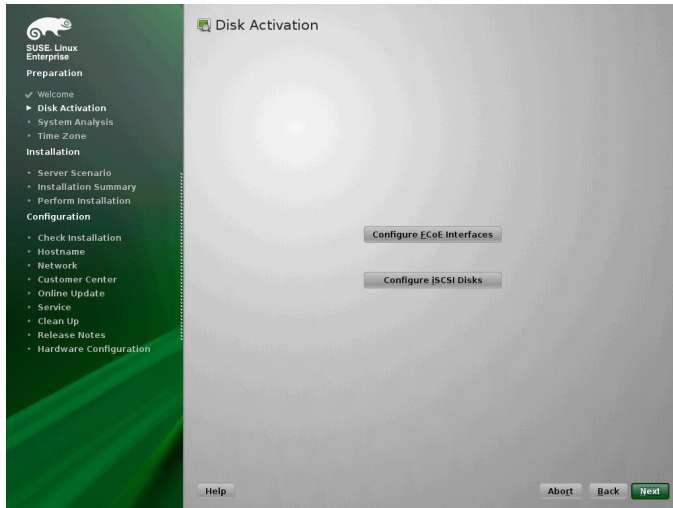 SUSE. Linux
Enterprise
Preparation
Welcome
Disk Activation
System Analysis
Time Zone
Installation
Server Scenario
Installation Summary
Perform Installation
Configuration
Check Installation
Hostname
Network
Customer Center
Online Update
Service
Clean Up
Release Notes
Hardware Configuration
Disk Activation
Configure FCoE Interfaces
Configure iSCSI Disks
Help
Abort
Back
Next